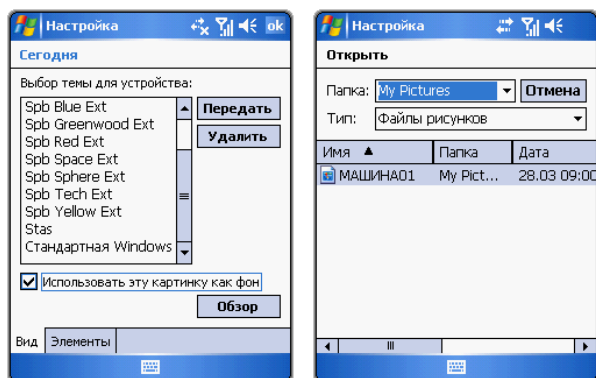 Настройка
ok
Сегодня
Выбор темы для устройства:
Spb Blue Ext
Spb Greenwood Ext
Spb Red Ext
Spb Space Ext
Spb Sphere Ext
Spb Tech Ext
Spb Yellow Ext
Stas
Стандартная Windows
Передать
Удалить
Использовать эту картинку как фон
Обзор
Вид Элементы
Настройка
Открыть
Папка: My Pictures Отмена
Тип: Файлы рисунков
Имя Папка Дата
МАШИНА01 My Pict... 28.03 09:00